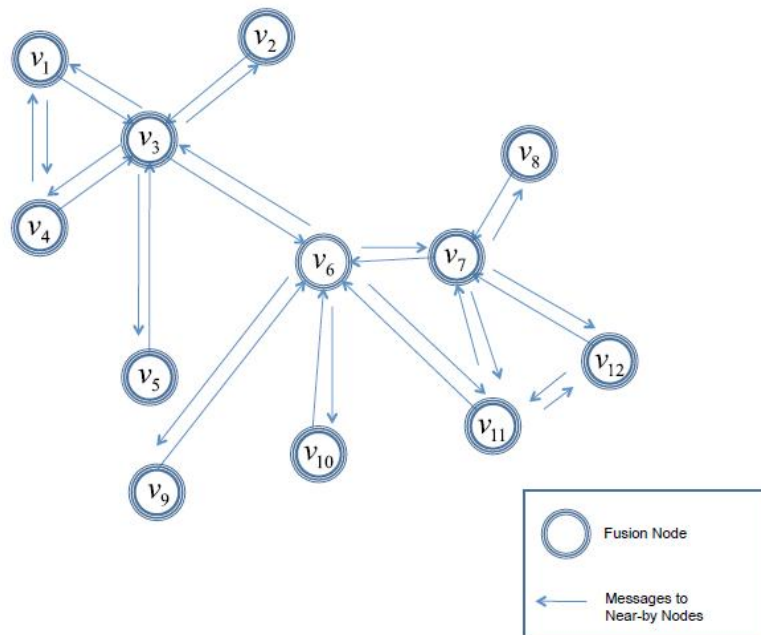 v2
v1
v3
v8
v4
v6
v7
v12
v5
v11
v10
v9
Fusion Node
Messages to
Near-by Nodes